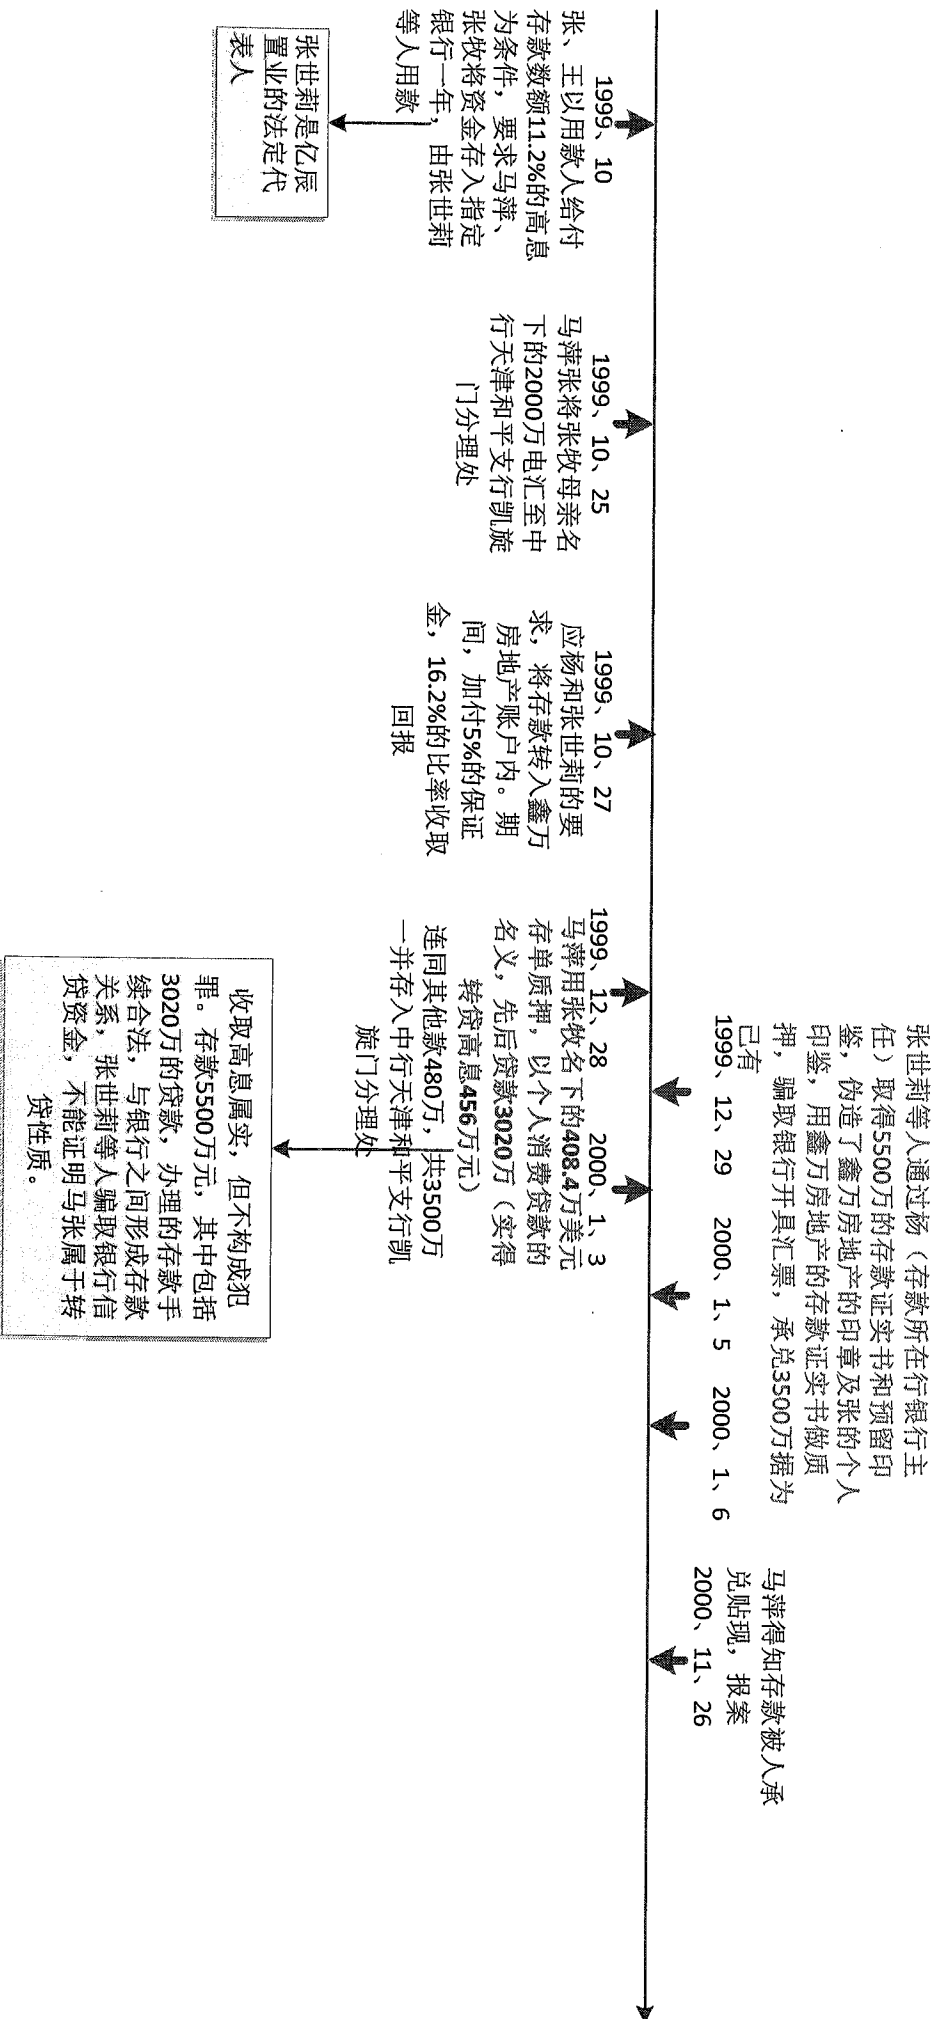 张世莉等人通过杨（存款所在行银行主
任）取得5500万的存款证实书和预留印
鉴，伪造了鑫万房地产的印章及张的个人
印鉴，用鑫万房地产的存款证实书做质
押，骗取银行开具汇票，承兑3500万据为
己有
1999、12、29
2000、1、5
2000、1、6
马萍得知存款被人承
兑贴现，报案
2000、11、26
1999、10
张、王以用款人给付
存款数额11.2%的高息
为条件，要求马萍、
张牧将资金存入指定
银行一年，由张世莉
等人用款
张世莉是亿辰
置业的法定代
表人
1999、10、25
马萍张将张牧母亲名
下的2000万电汇至中
行天津和平支行凯旋
门分理处
1999、10、27
应杨和张世莉的要
求，将存款转入鑫万
房地产账户内。期
间，加付5%的保证
金，16.2%的比率收取
回报
1999、12、28
2000、1、3
马萍用张牧名下的408.4万美元
存单质押，以个人消费贷款的
名义，先后贷款3020万（实得
转贷高息456万元）
连同其他款480万，共3500万
一并存入中行天津和平支行凯
旋门分理处
收取高息属实，但不构成犯
罪。存款5500万元，其中包括
3020万的贷款，办理的存款手
续合法，与银行之间形成存款
关系，张世莉等人骗取银行信
贷资金，不能证明马张属于转
贷性质。